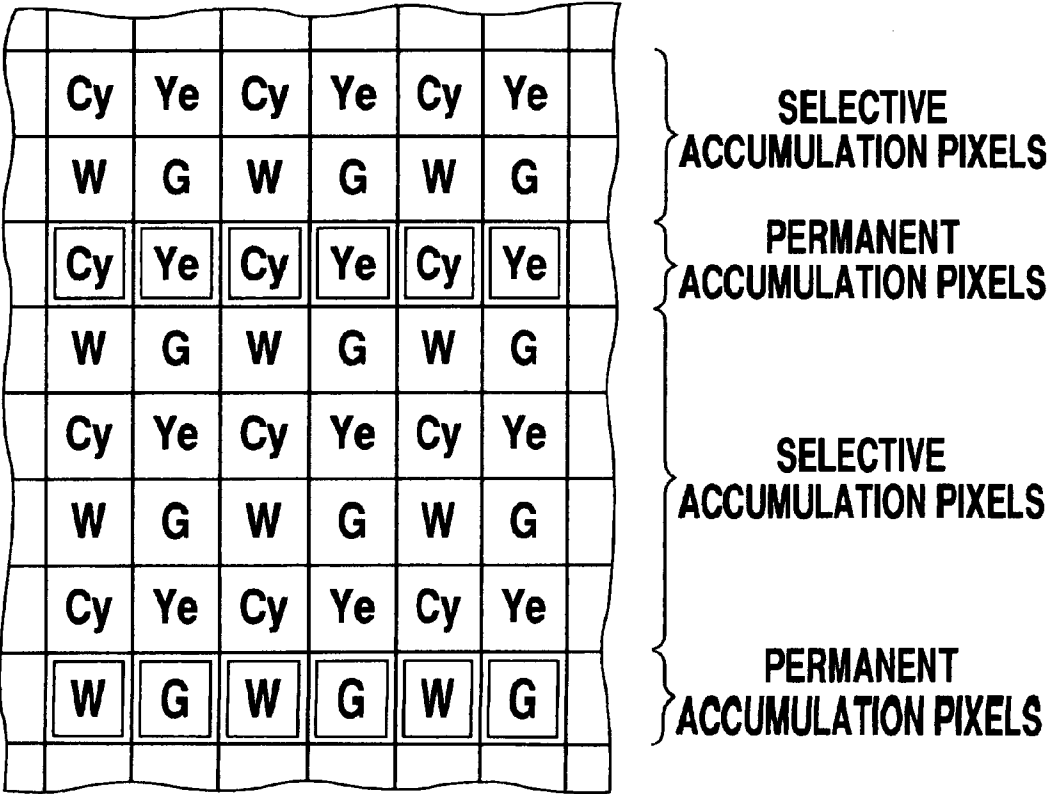 Cy Ye Cy Ye Cy Ye
W G W G W G
SELECTIVE
ACCUMULATION PIXELS
Cy Ye Cy Ye Cy Ye
PERMANENT
ACCUMULATION PIXELS
W G W G W G
Cy Ye Cy Ye Cy Ye
W G W G W G
Cy Ye Cy Ye Cy Ye
SELECTIVE
ACCUMULATION PIXELS
W G W G W G
PERMANENT
ACCUMULATION PIXELS